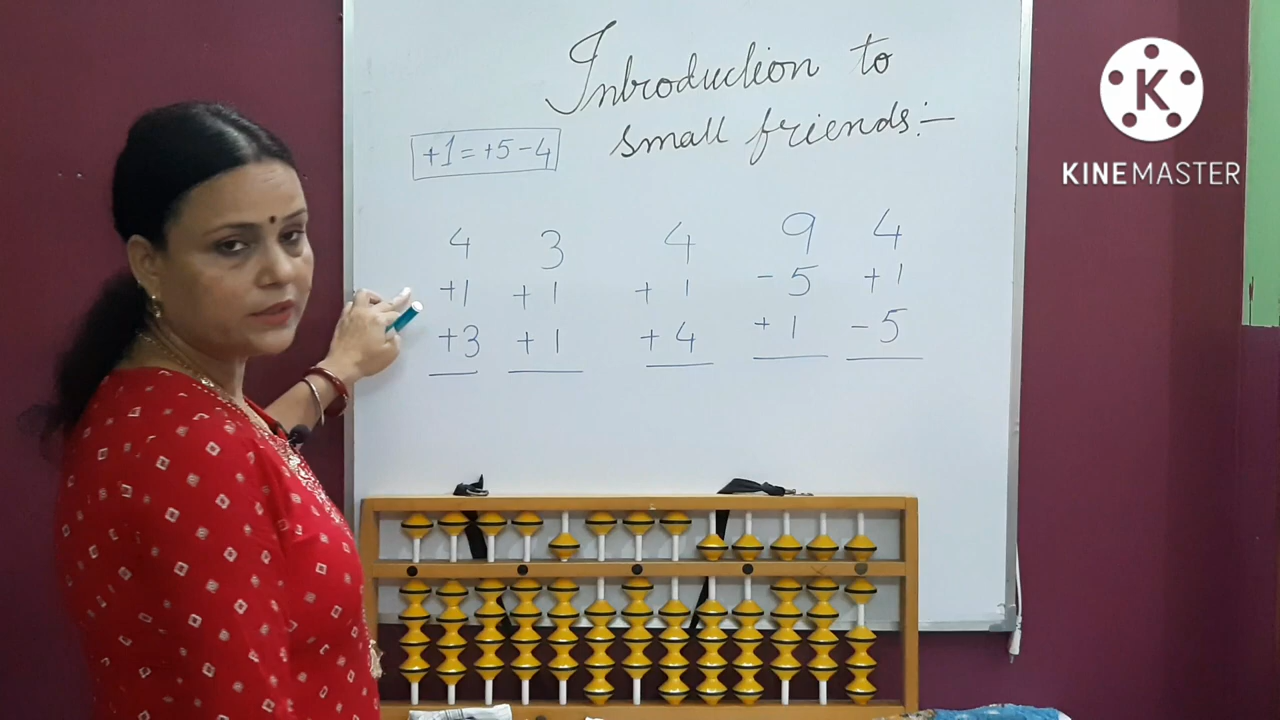 Introduction to
small friends:-
+1=+5-4
4 3 4 9 4
+1 +1 +1 -5 +1
+3 +1 +4 +1 -5
K
KINEMASTER